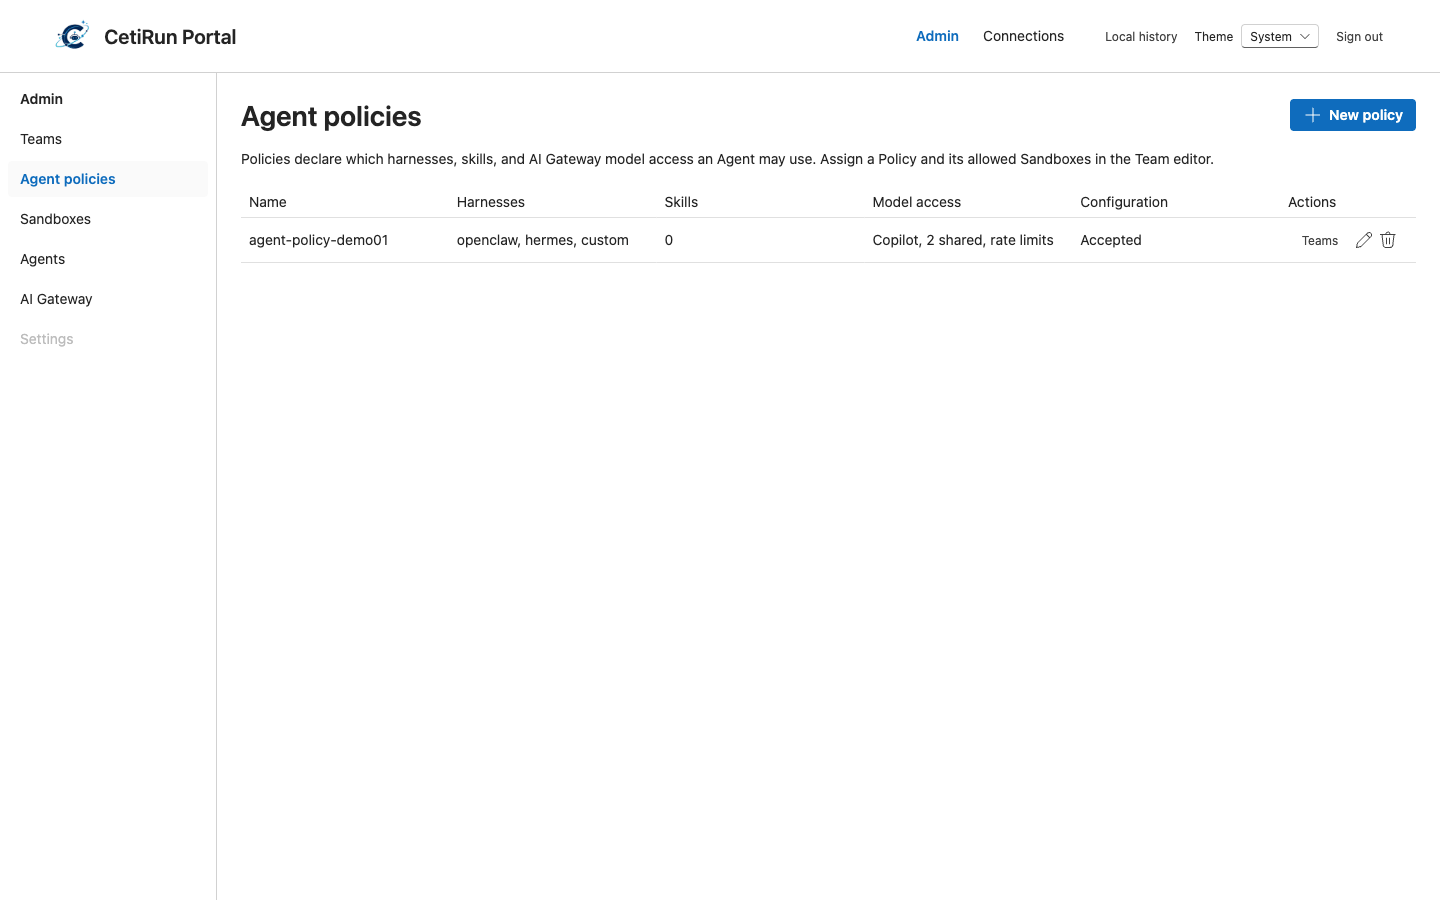 CetiRun Portal
Admin
Connections
Local history
Theme
System
Sign out
Admin
Teams
Agent policies
Sandboxes
Agents
AI Gateway
Settings
Agent policies
New policy
Policies declare which harnesses, skills, and AI Gateway model access an Agent may use. Assign a Policy and its allowed Sandboxes in the Team editor.
Name Harnesses Skills Model access Configuration Actions
agent-policy-demo01 openclaw, hermes, custom 0 Copilot, 2 shared, rate limits Accepted Teams